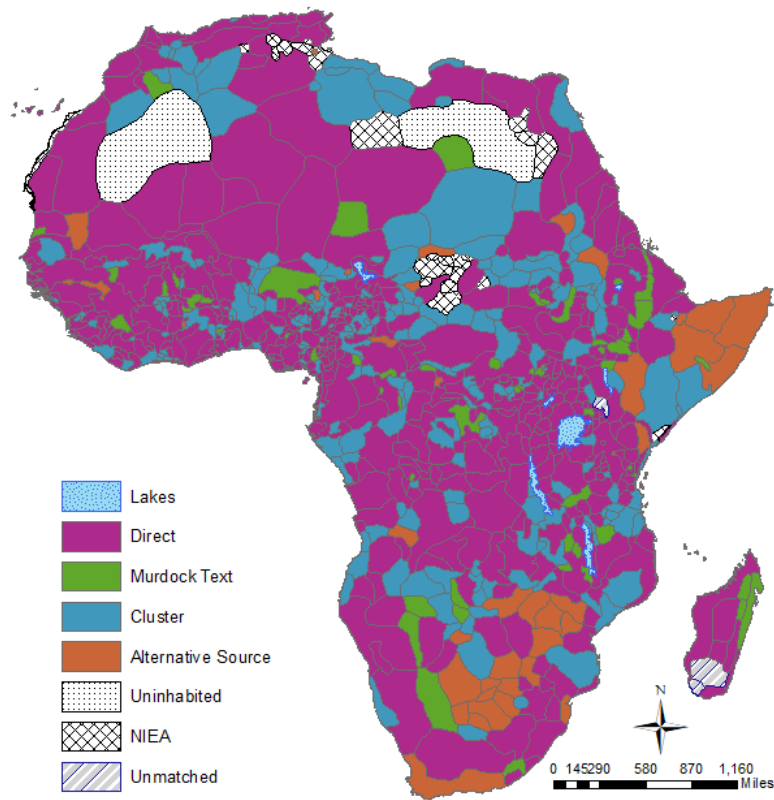 Lakes
Direct
Murdock Text
Cluster
Alternative Source
Uninhabited
NIEA
Unmatched
N
0 145290 580 870 1,160
Miles